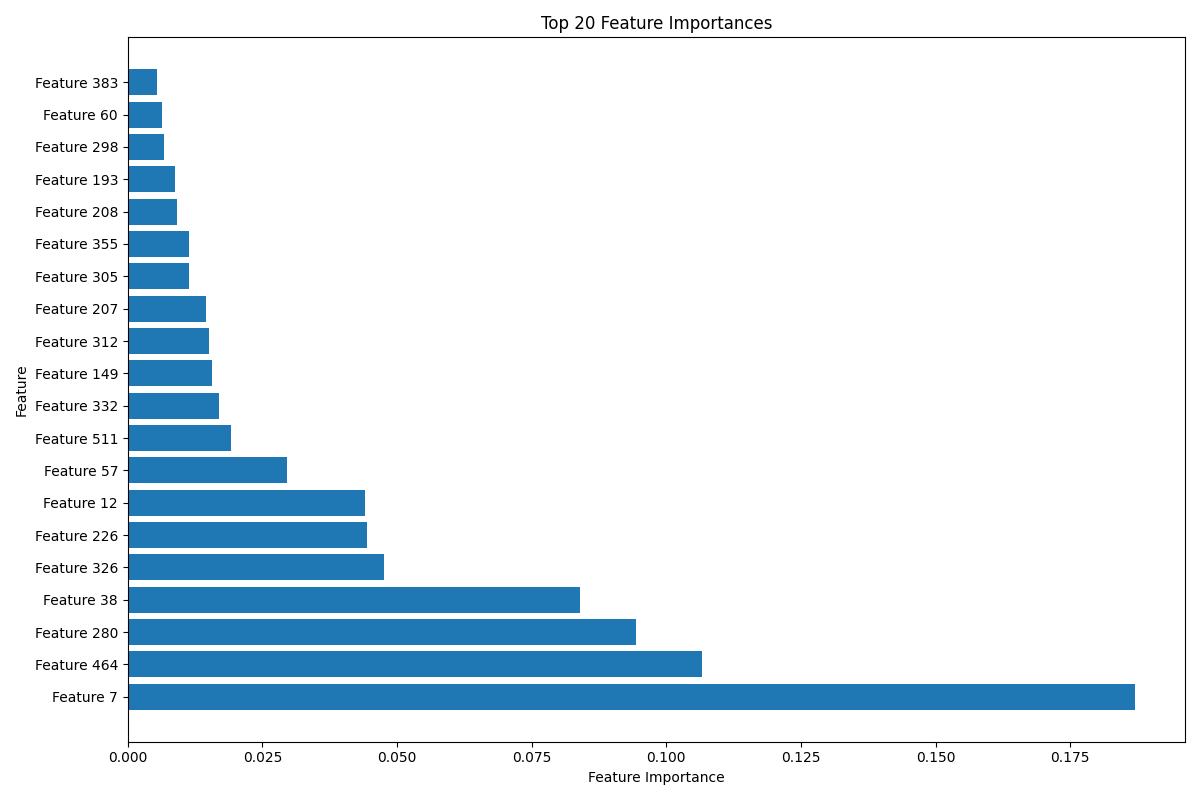 Top 20 Feature Importances
Feature 383
Feature 60
Feature 298
Feature 193
Feature 208
Feature 355
Feature 305
Feature 207
Feature 312
Feature 149
Feature 332
Feature 511
Feature 57
Feature 12
Feature 226
Feature 326
Feature 38
Feature 280
Feature 464
Feature 7
Feature
0.000 0.025 0.050 0.075 0.100 0.125 0.150 0.175
Feature Importance